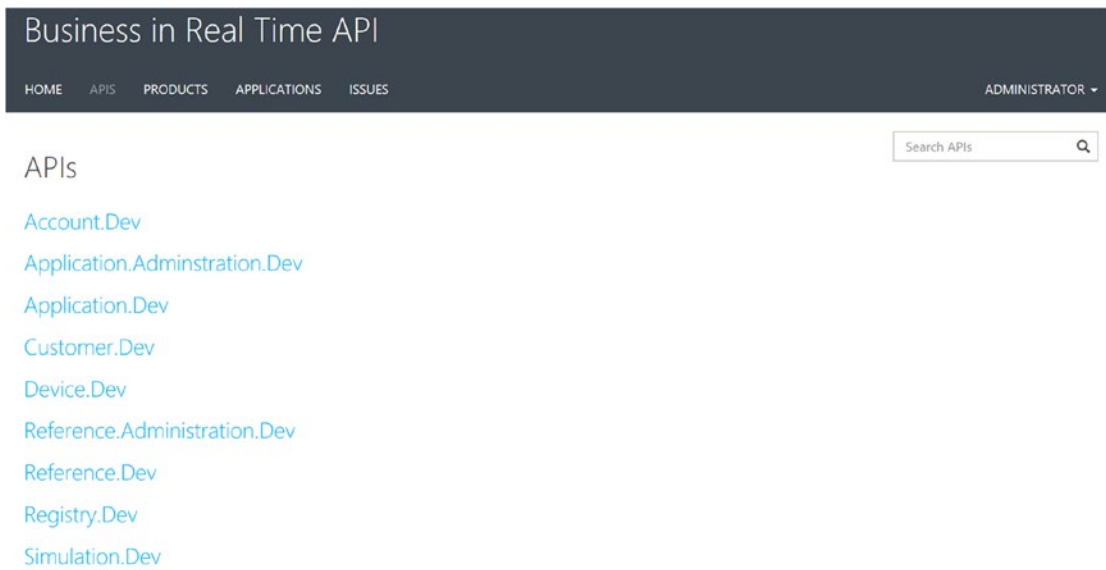 Business in Real Time API
HOME APIS PRODUCTS APPLICATIONS ISSUES ADMINISTRATOR
Search APIs
APIs
Account.Dev
Application.Adminstration.Dev
Application.Dev
Customer.Dev
Device.Dev
Reference.Administration.Dev
Reference.Dev
Registry.Dev
Simulation.Dev